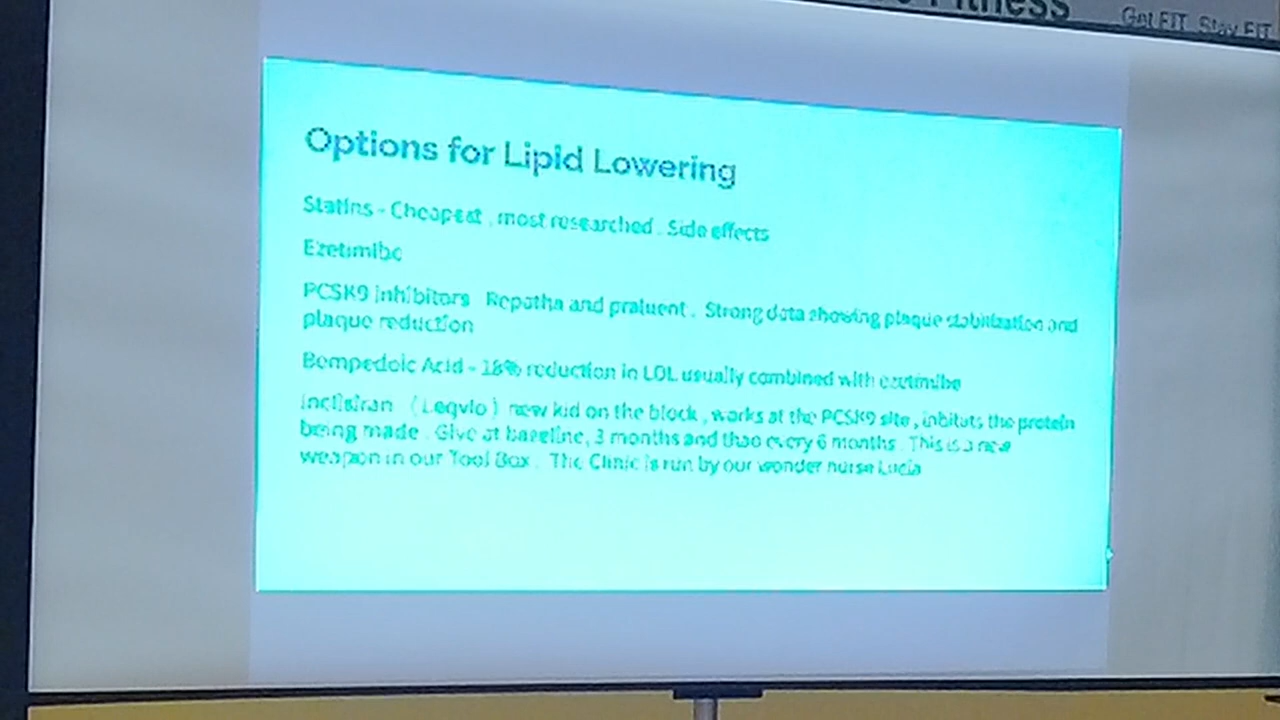 Fitness
Get FIT Stay FIT
Options for Lipid Lowering
Statins - Cheapest , most researched . Side effects
Ezetimibe
PCSK9 inhibitors Repatha and praluent . Strong data showing plaque stabilization and
plaque reduction
Bempedoic Acid - 18% reduction in LDL usually combined with ezetimibe
Inclisiran ( Leqvio ) new kid on the block , works at the PCSK9 site , the protein
being made . Give at baseline, 3 months and every 6 months . This is a new
weapon in our Tool Box . The Clinic is run by our wonder nurse Lucia